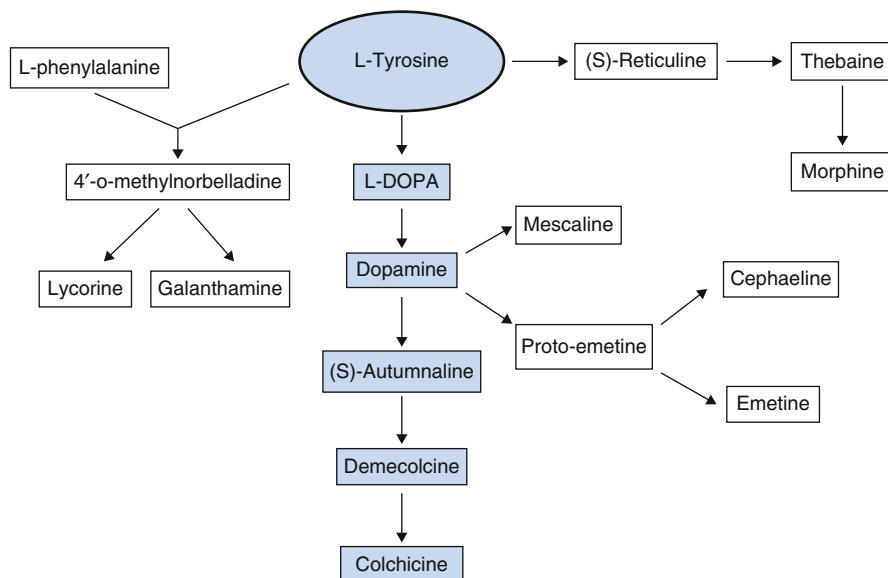 L-phenylalanine
L-Tyrosine
(S)-Reticuline
Thebaine
4′-o-methylnorbelladine
L-DOPA
Morphine
Mescaline
Lycorine
Galanthamine
Dopamine
Cephaeline
Proto-emetine
(S)-Autumnaline
Emetine
Demecolcine
Colchicine